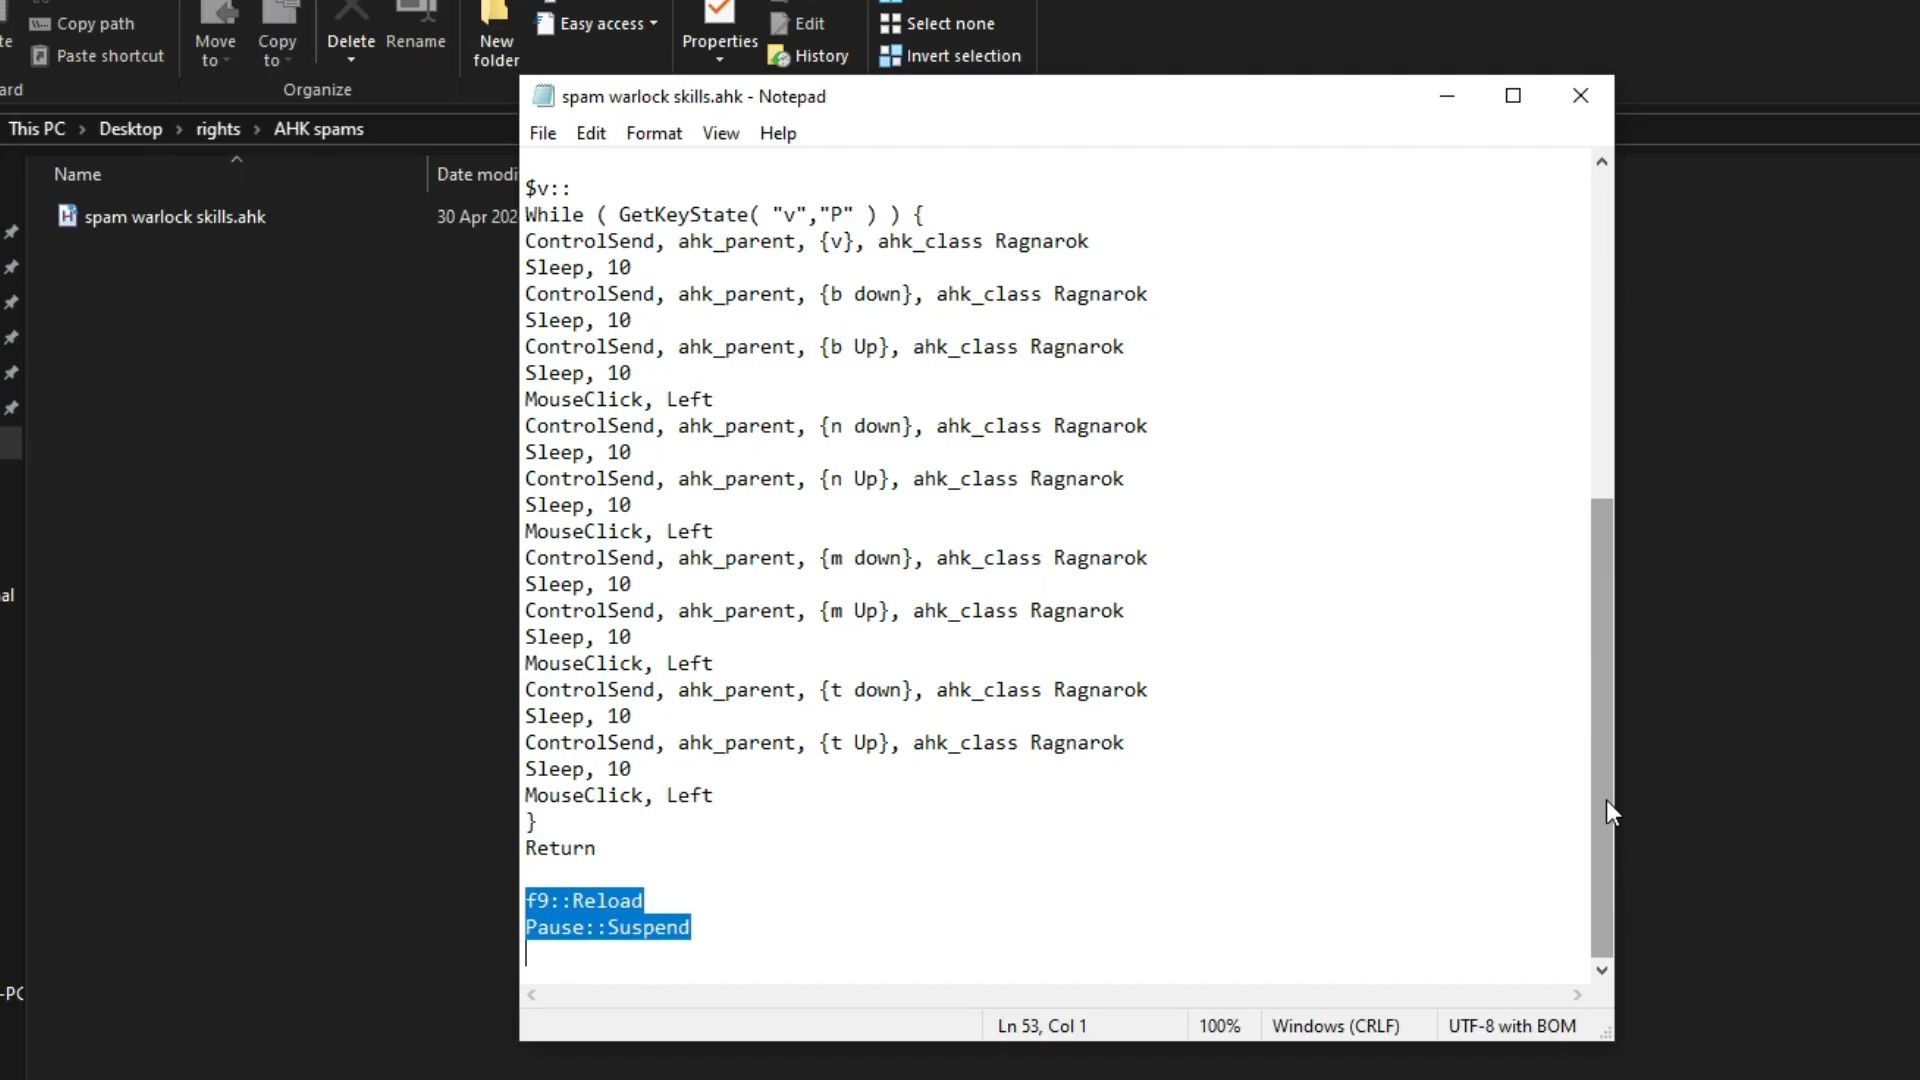 Copy path
Paste shortcut
Move
to
Copy
to
Delete
Rename
New
folder
Easy access
Properties
Edit
History
Select none
Invert selection
Organize
This PC > Desktop > rights > AHK spams
Name
Date modi
spam warlock skills.ahk
30 Apr 202
spam warlock skills.ahk - Notepad
File Edit Format View Help
$v::
While ( GetKeyState( "v","P" ) ) {
ControlSend, ahk_parent, {v}, ahk_class Ragnarok
Sleep, 10
ControlSend, ahk_parent, {b down}, ahk_class Ragnarok
Sleep, 10
ControlSend, ahk_parent, {b Up}, ahk_class Ragnarok
Sleep, 10
MouseClick, Left
ControlSend, ahk_parent, {n down}, ahk_class Ragnarok
Sleep, 10
ControlSend, ahk_parent, {n Up}, ahk_class Ragnarok
Sleep, 10
MouseClick, Left
ControlSend, ahk_parent, {m down}, ahk_class Ragnarok
Sleep, 10
ControlSend, ahk_parent, {m Up}, ahk_class Ragnarok
Sleep, 10
MouseClick, Left
ControlSend, ahk_parent, {t down}, ahk_class Ragnarok
Sleep, 10
ControlSend, ahk_parent, {t Up}, ahk_class Ragnarok
Sleep, 10
MouseClick, Left
}
Return
f9::Reload
Pause::Suspend
Ln 53, Col 1
100%
Windows (CRLF)
UTF-8 with BOM